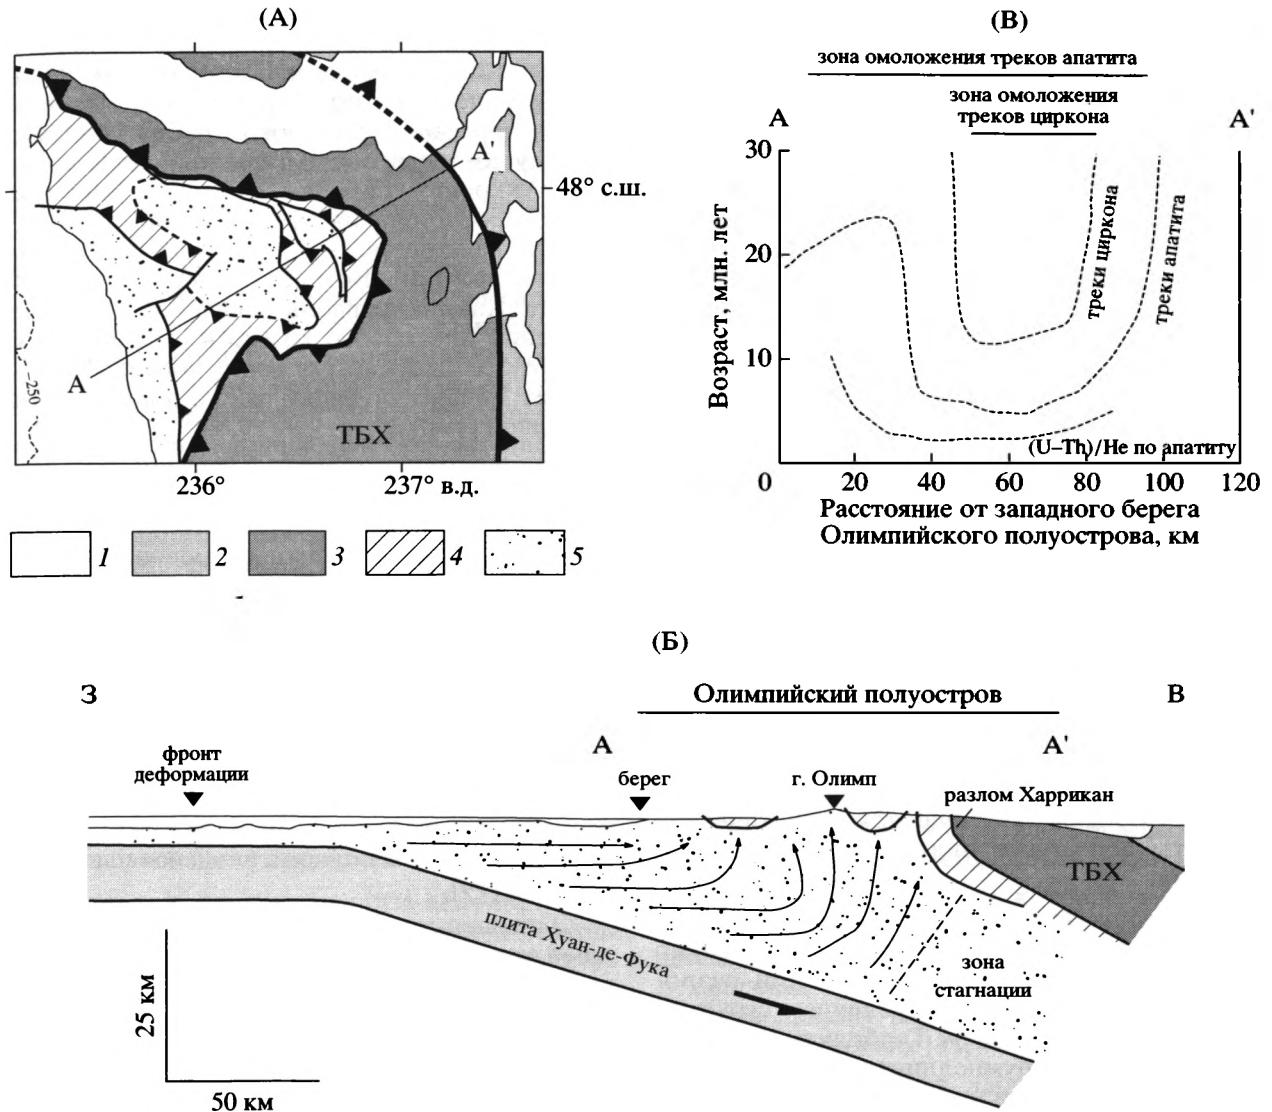 (А)
А'
48° с.ш.
А
–250
ТБХ
236°
237° в.д.
1
2
3
4
5
(В)
зона омоложения треков апатита
зона омоложения
треков циркона
А
А'
30
20
10
0
Возраст, млн. лет
треки циркона
треки апатита
(U–Th)/He по апатиту
0
20
40
60
80
100
120
Расстояние от западного берега
Олимпийского полуострова, км
(Б)
З
Олимпийский полуостров
В
А
А'
фронт
деформации
берег
г. Олимп
разлом Харрикан
ТБХ
плита Хуан-де-Фука
зона
стагнации
25 км
50 км